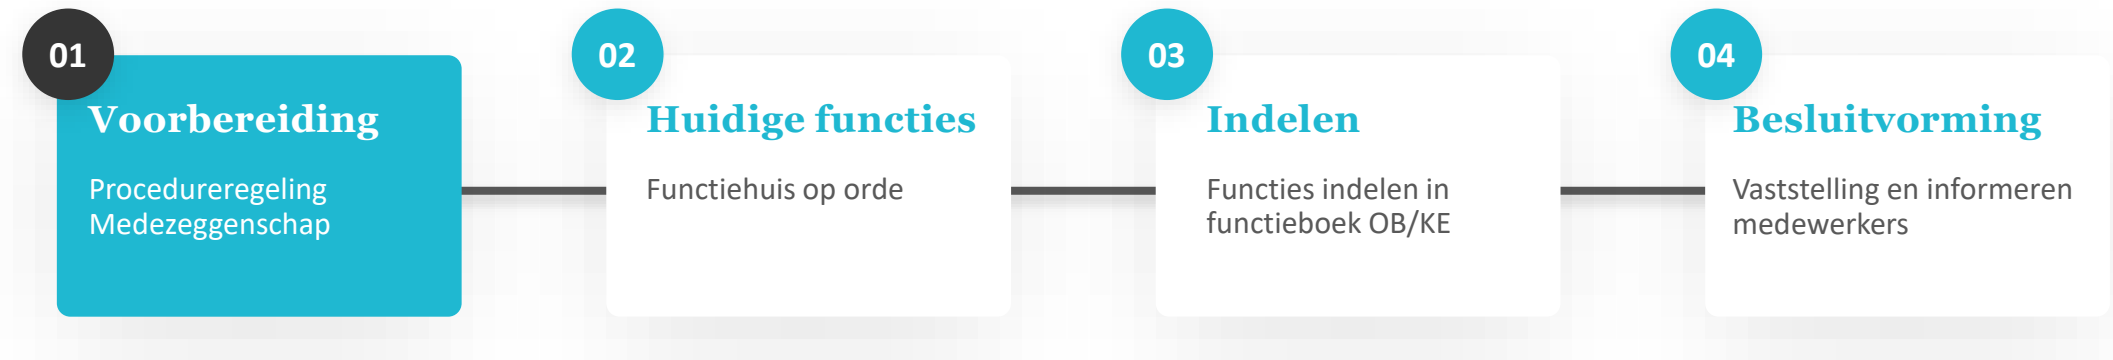 01
Voorbereiding
Procedureregeling
Medezeggenschap
02
Huidige functies
Functiehuis op orde
03
Indelen
Functies indelen in
functieboek OB/KE
04
Besluitvorming
Vaststelling en informeren
medewerkers